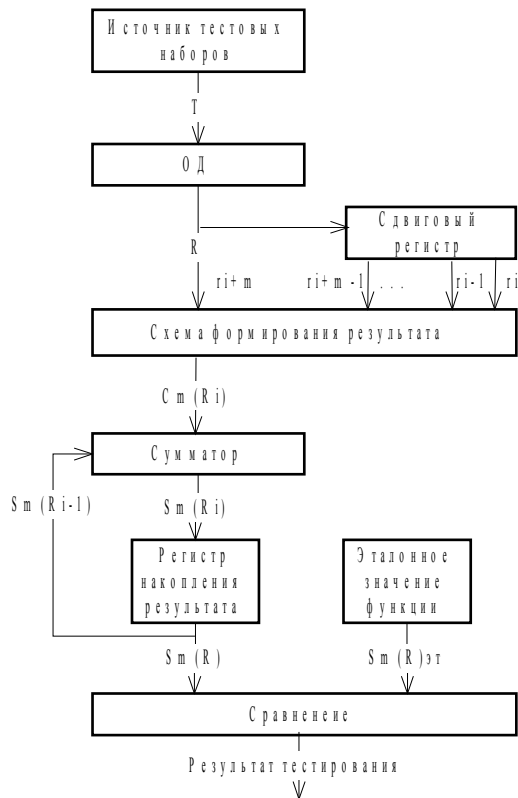 Источник тестовых
наборов
T
ОД
Сдвиговый
регистр
R
ri+m ri+m-1 ... ri-1 ri
Схема формирования результата
Cm(Ri)
Сумматор
Sm(Ri-1) Sm(Ri)
Регистр
накопления
результата
Эталонное
значение
функции
Sm(R) Sm(R)эт
Сравненеие
Результат тестирования